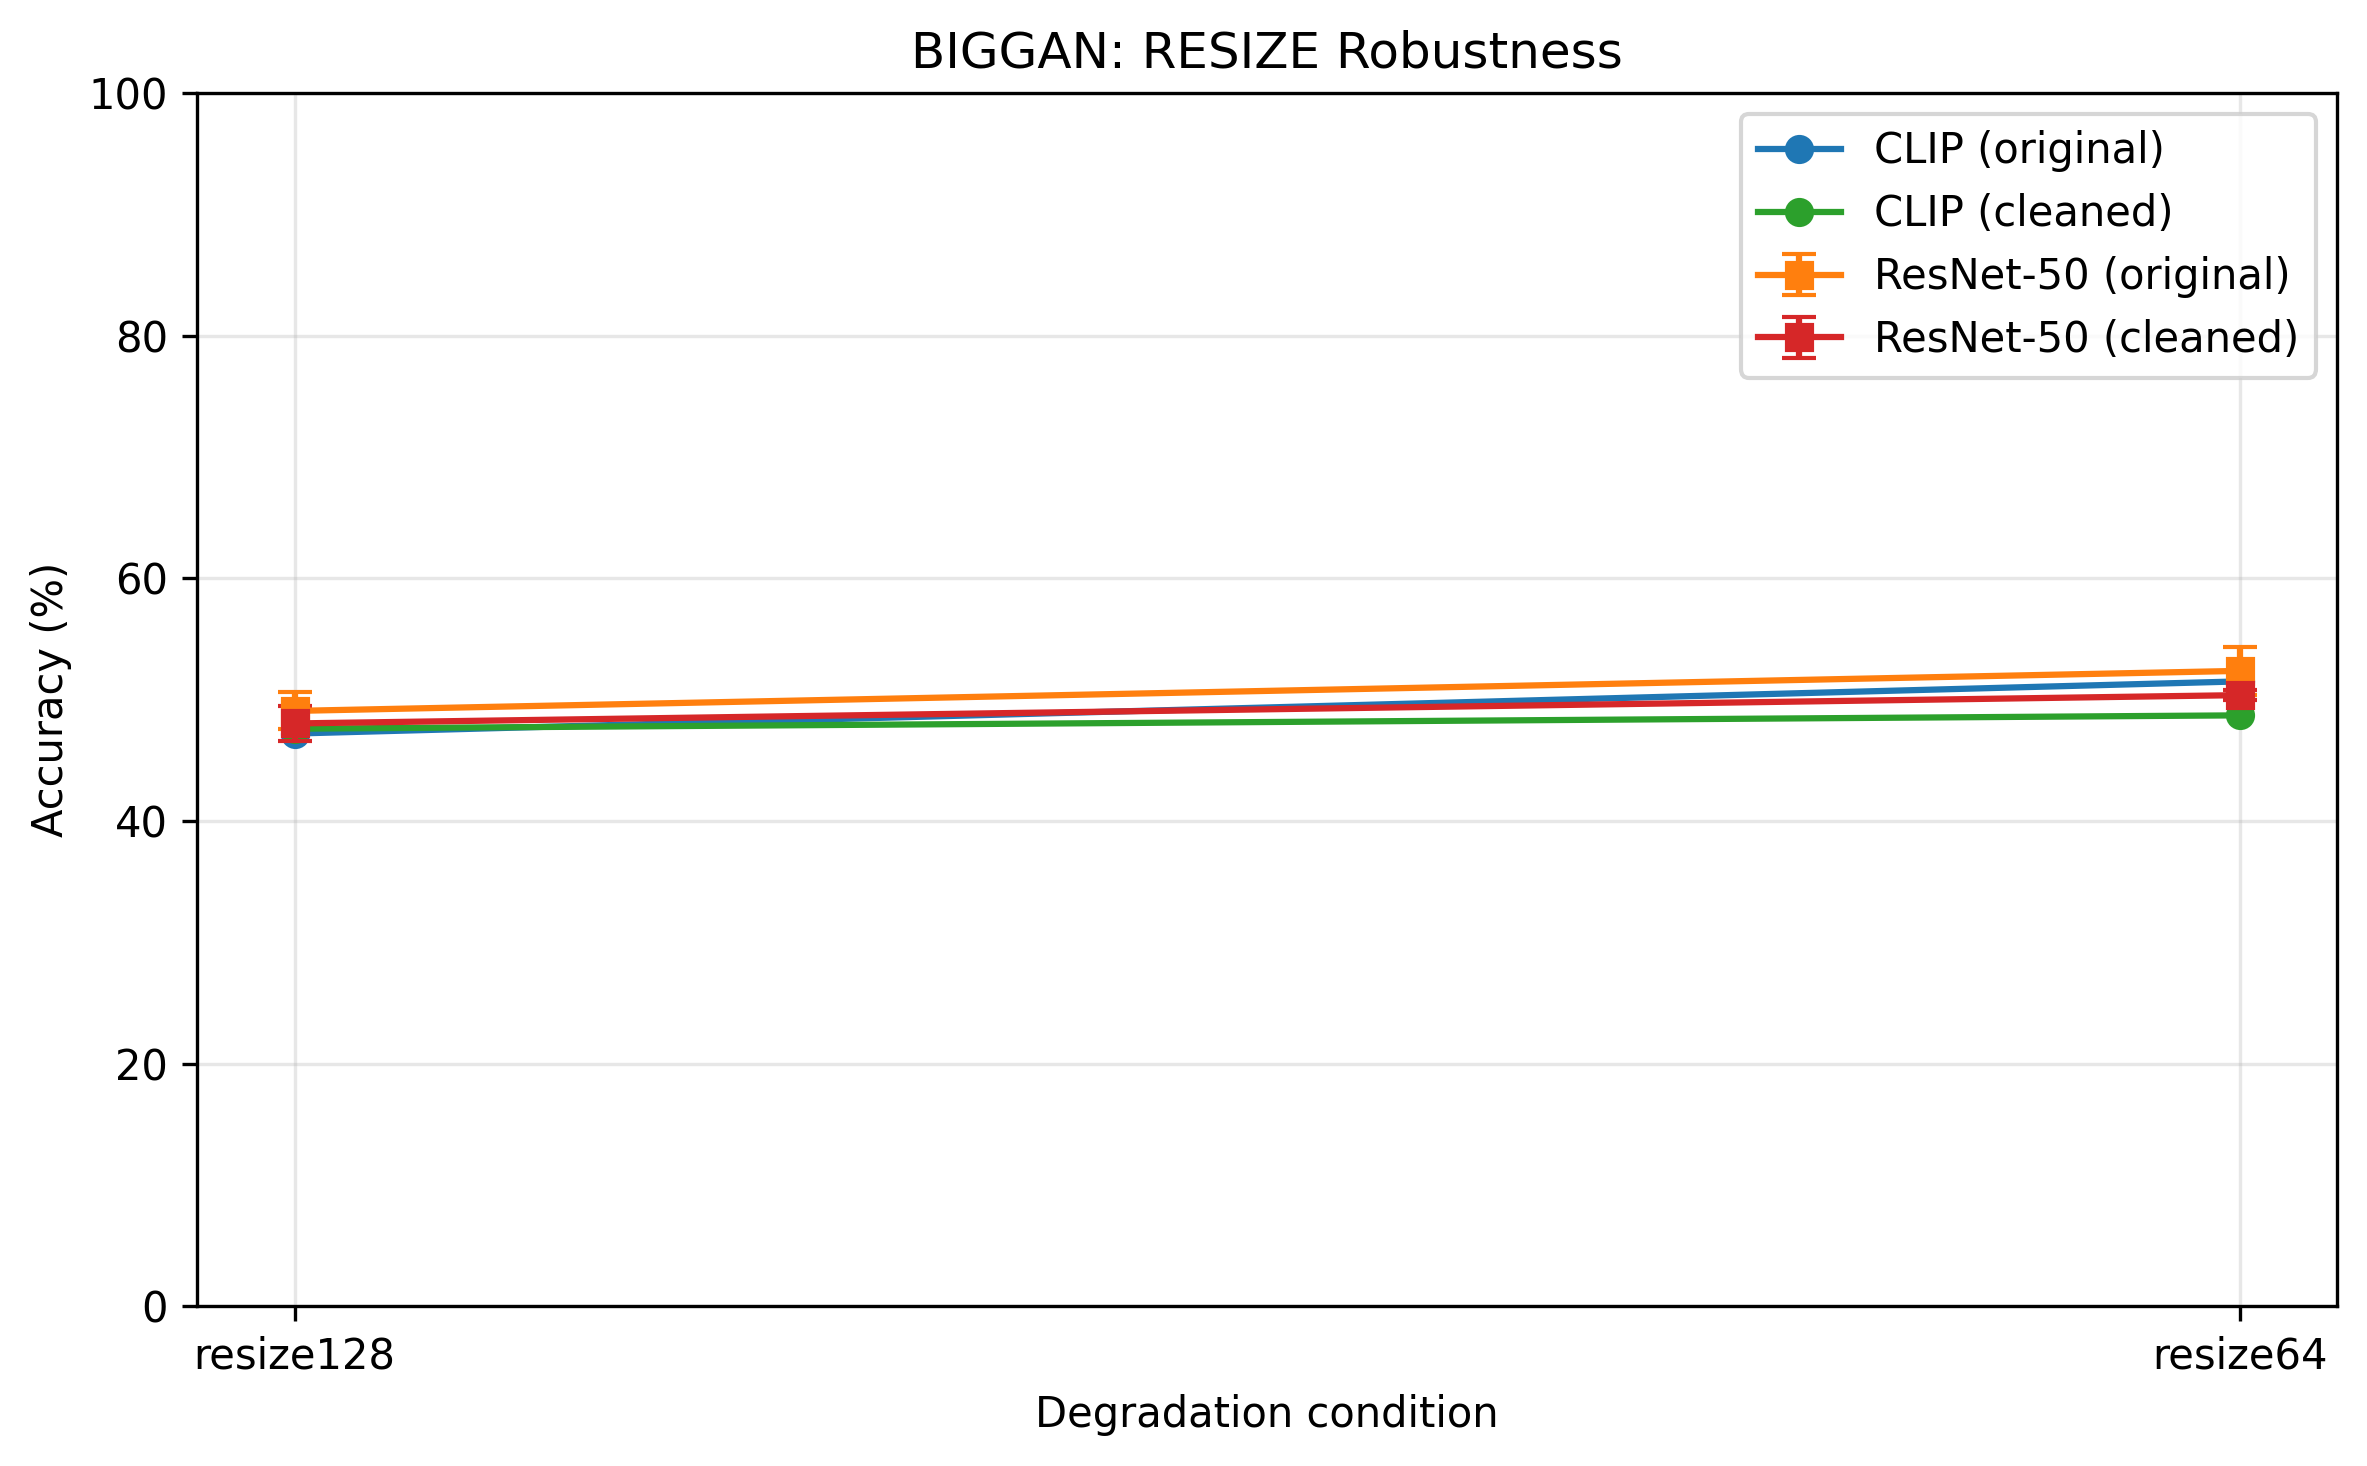 BIGGAN: RESIZE Robustness
100
80
60
40
20
0
Accuracy (%)
CLIP (original)
CLIP (cleaned)
ResNet-50 (original)
ResNet-50 (cleaned)
resize128
resize64
Degradation condition